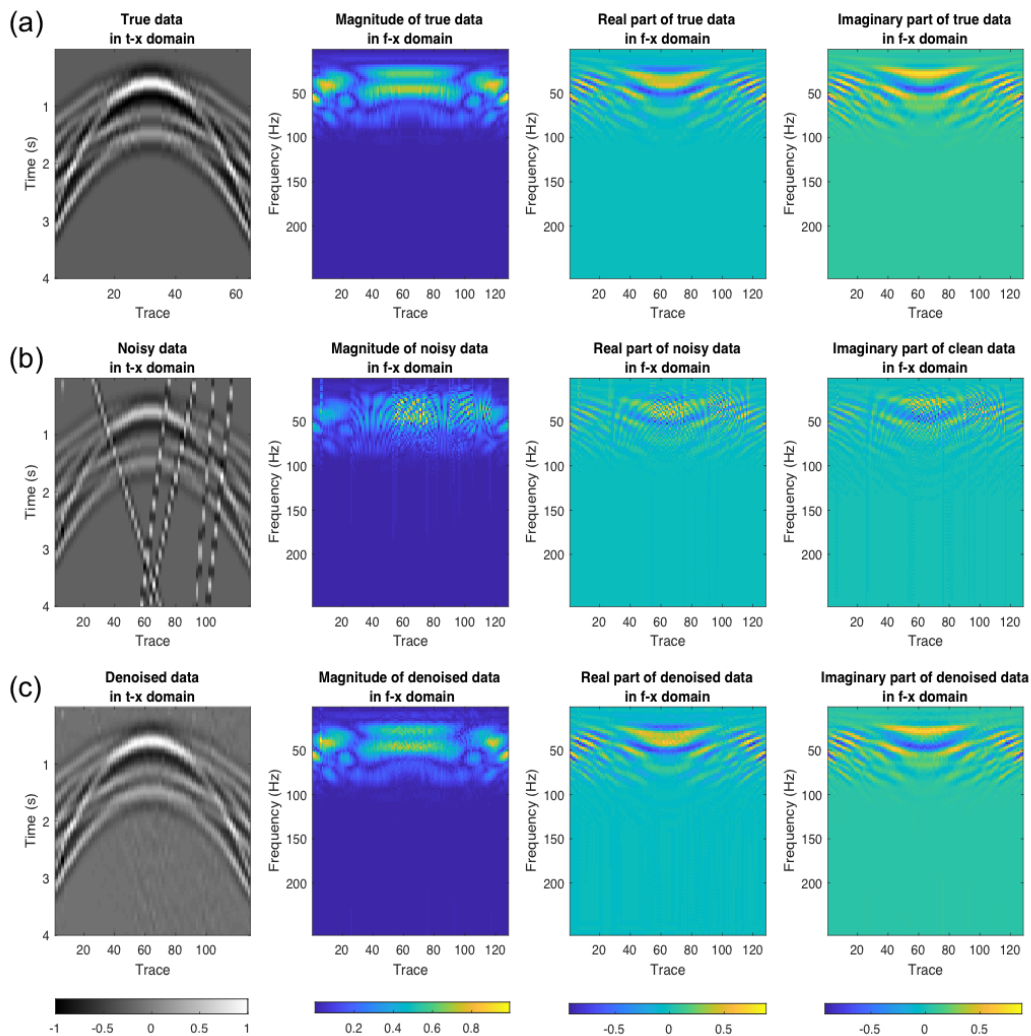 (a)
True data
in t-x domain
Magnitude of true data
in f-x domain
Real part of true data
in f-x domain
Imaginary part of true data
in f-x domain
Time (s)
1
2
3
4
20 40 60
Trace
Frequency (Hz)
50
100
150
200
20 40 60 80 100 120
Trace
Frequency (Hz)
50
100
150
200
20 40 60 80 100 120
Trace
Frequency (Hz)
50
100
150
200
20 40 60 80 100 120
Trace
(b)
Noisy data
in t-x domain
Magnitude of noisy data
in f-x domain
Real part of noisy data
in f-x domain
Imaginary part of clean data
in f-x domain
Time (s)
1
2
3
4
20 40 60 80 100
Trace
Frequency (Hz)
50
100
150
200
20 40 60 80 100 120
Trace
Frequency (Hz)
50
100
150
200
20 40 60 80 100 120
Trace
Frequency (Hz)
50
100
150
200
20 40 60 80 100 120
Trace
(c)
Denoised data
in t-x domain
Magnitude of denoised data
in f-x domain
Real part of denoised data
in f-x domain
Imaginary part of denoised data
in f-x domain
Time (s)
1
2
3
4
20 40 60 80 100
Trace
Frequency (Hz)
50
100
150
200
20 40 60 80 100 120
Trace
Frequency (Hz)
50
100
150
200
20 40 60 80 100 120
Trace
Frequency (Hz)
50
100
150
200
20 40 60 80 100 120
Trace
-1 -0.5 0 0.5 1
0.2 0.4 0.6 0.8
-0.5 0 0.5
-0.5 0 0.5